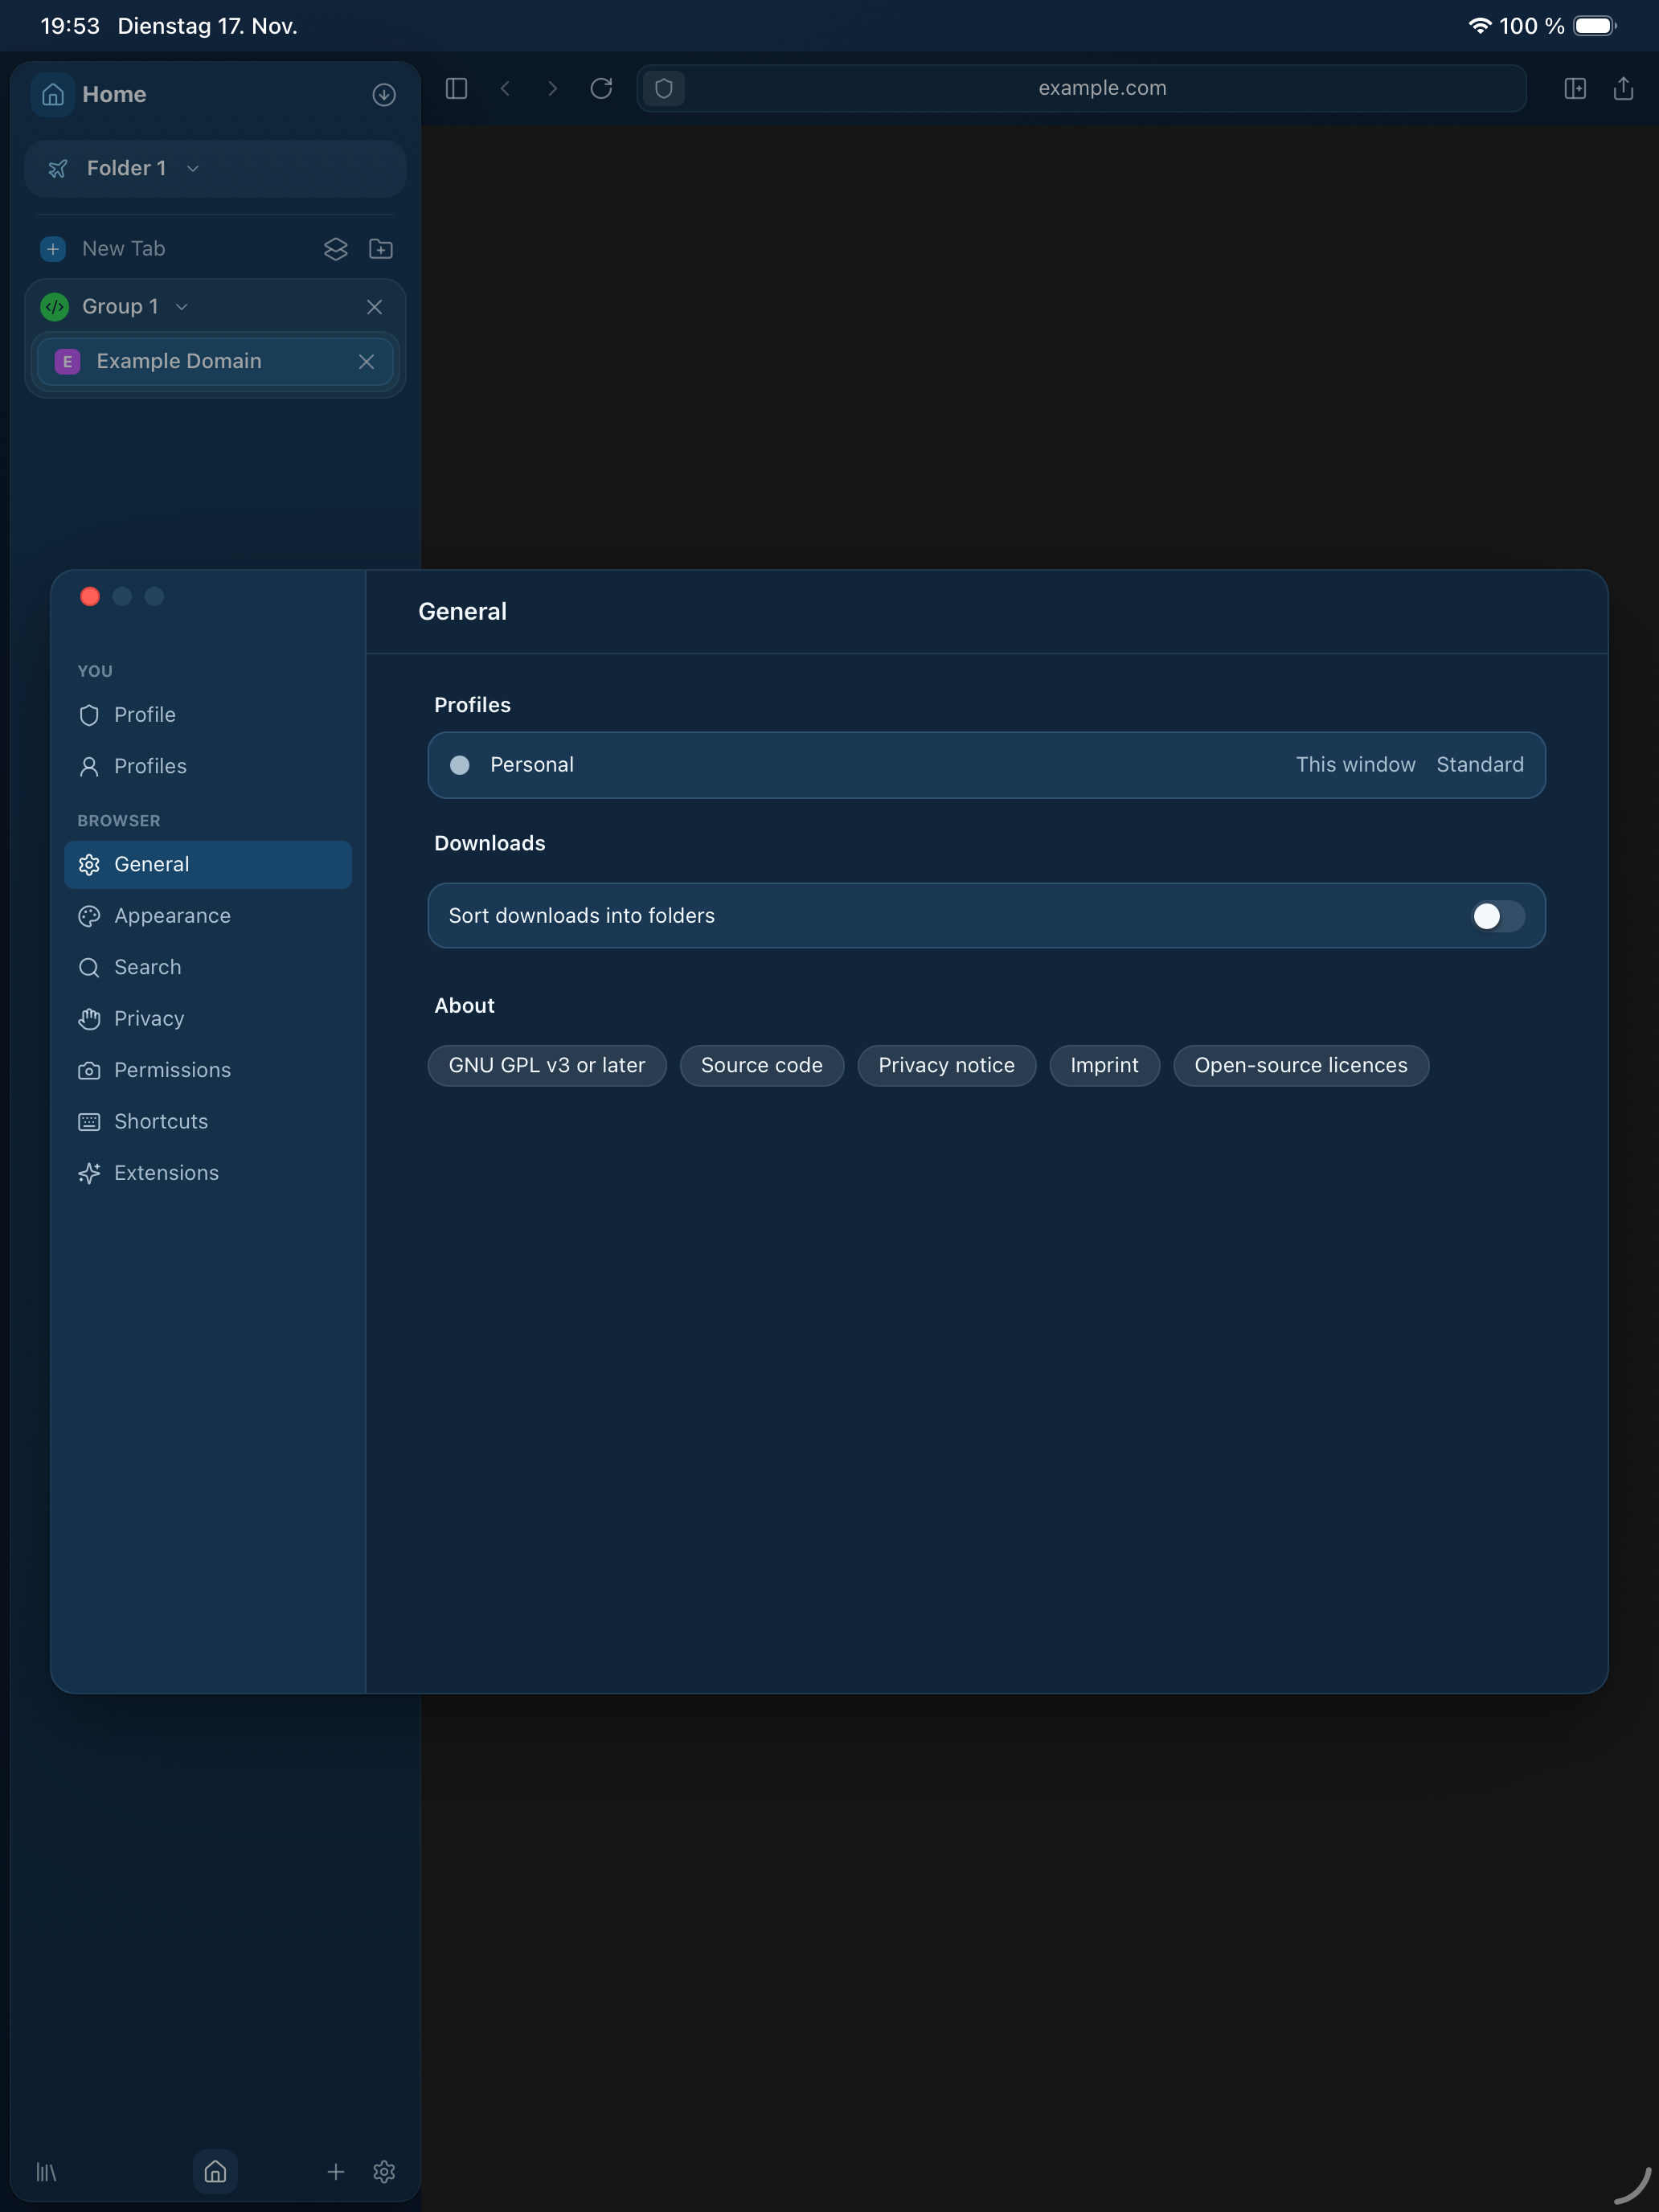 19:53 Dienstag 17. Nov.
100 %
Home
example.com
Folder 1
New Tab
Group 1
E Example Domain
General
YOU
Profile
Profiles
BROWSER
General
Appearance
Search
Privacy
Permissions
Shortcuts
Extensions
Profiles
Personal This window Standard
Downloads
Sort downloads into folders
About
GNU GPL v3 or later Source code Privacy notice Imprint Open-source licences